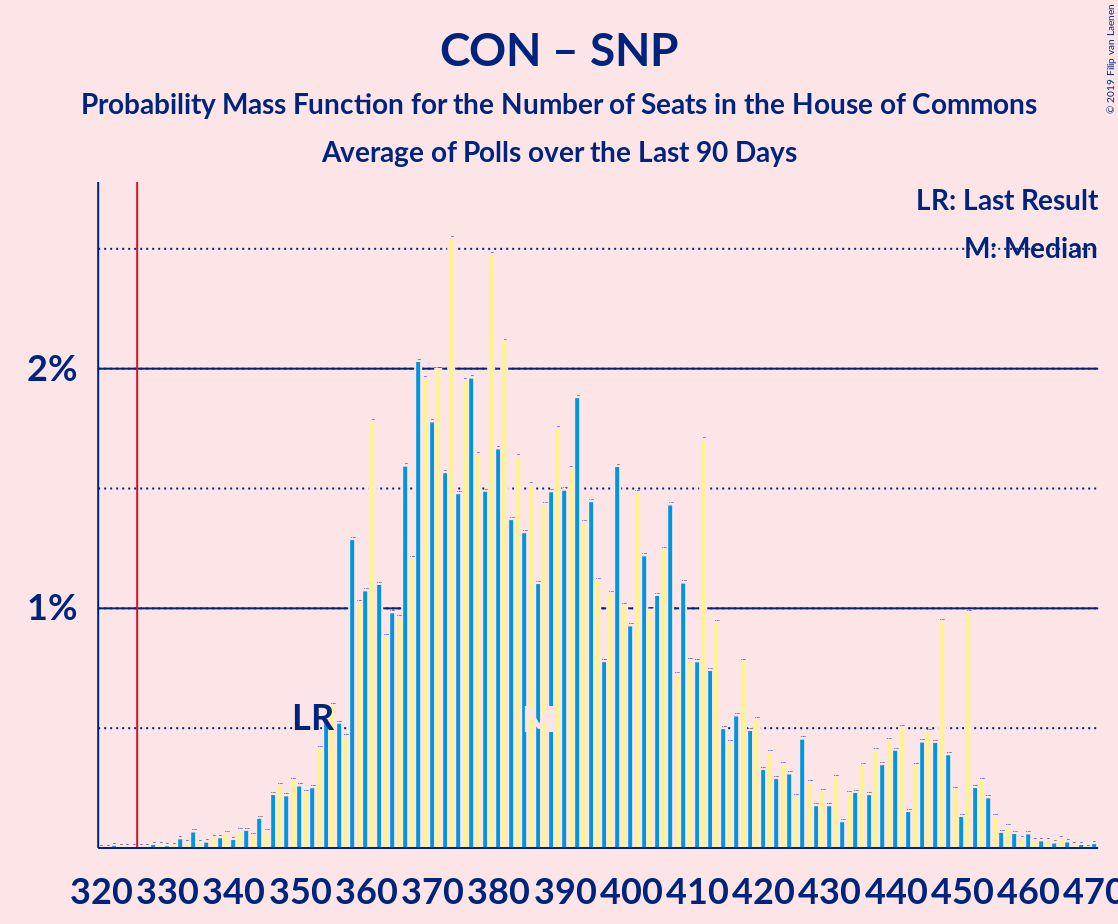 CON – SNP
Probability Mass Function for the Number of Seats in the House of Commons
Average of Polls over the Last 90 Days
© 2019 Filip van Laenen
LR: Last Result
M: Median
2%
1%
LR
M
320 330 340 350 360 370 380 390 400 410 420 430 440 450 460 470